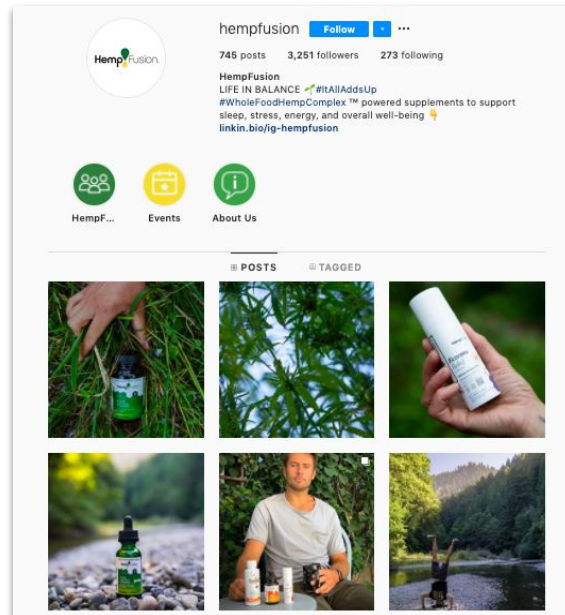 HempFusion.
hempfusion Follow
745 posts 3,251 followers 273 following
HempFusion
LIFE IN BALANCE 🌱#ItAllAddsUp
#WholeFoodHempComplex ™ powered supplements to support
sleep, stress, energy, and overall well-being 👇
linkin.bio/ig-hempfusion
HempF... Events About Us
POSTS TAGGED